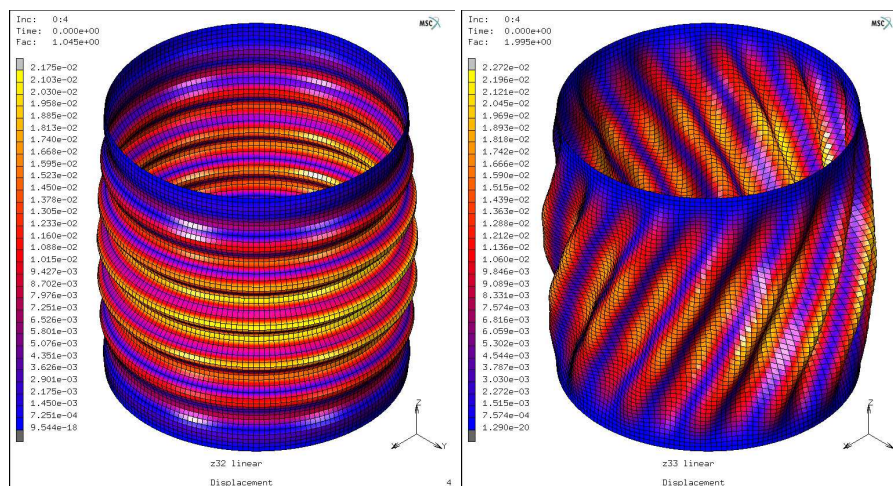 Inc: 0:4
Time: 0.000e+00
Fac: 1.045e+00
MSC
2.175e-02
2.103e-02
2.030e-02
1.958e-02
1.885e-02
1.813e-02
1.740e-02
1.668e-02
1.595e-02
1.523e-02
1.450e-02
1.378e-02
1.305e-02
1.233e-02
1.160e-02
1.088e-02
1.015e-02
9.427e-03
8.702e-03
7.976e-03
7.251e-03
6.526e-03
5.801e-03
5.076e-03
4.351e-03
3.626e-03
2.901e-03
2.175e-03
1.450e-03
7.251e-04
9.544e-18
Z
X
Y
z32 linear
Displacement
4
Inc: 0:4
Time: 0.000e+00
Fac: 1.995e+00
MSC
2.272e-02
2.196e-02
2.121e-02
2.045e-02
1.969e-02
1.893e-02
1.818e-02
1.742e-02
1.666e-02
1.590e-02
1.515e-02
1.439e-02
1.363e-02
1.288e-02
1.212e-02
1.136e-02
1.060e-02
9.846e-03
9.089e-03
8.331e-03
7.574e-03
6.816e-03
6.059e-03
5.302e-03
4.544e-03
3.787e-03
3.030e-03
2.272e-03
1.515e-03
7.574e-04
1.290e-20
Z
X
Y
z33 linear
Displacement